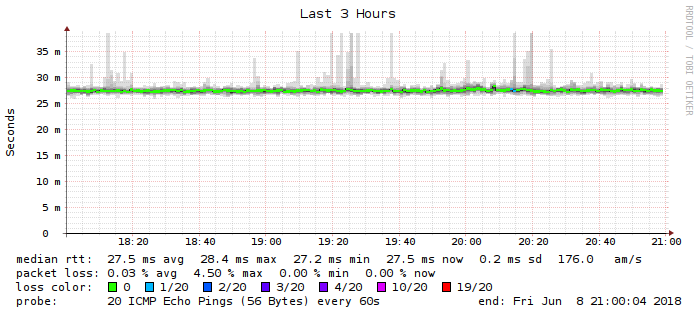 Last 3 Hours
RRDTOOL / TOBI OETIKER
Seconds
35 m
30 m
25 m
20 m
15 m
10 m
5 m
0
18:20 18:40 19:00 19:20 19:40 20:00 20:20 20:40 21:00
median rtt: 27.5 ms avg 28.4 ms max 27.2 ms min 27.5 ms now 0.2 ms sd 176.0 am/s
packet loss: 0.03 % avg 4.50 % max 0.00 % min 0.00 % now
loss color: 0 1/20 2/20 3/20 4/20 10/20 19/20
probe: 20 ICMP Echo Pings (56 Bytes) every 60s end: Fri Jun 8 21:00:04 2018